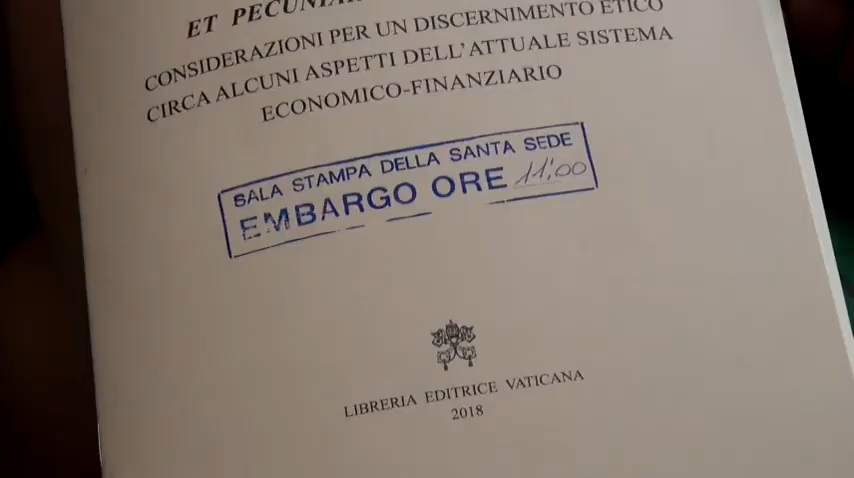 ET PECUNIAR
CONSIDERAZIONI PER UN DISCERNIMENTO ETICO
CIRCA ALCUNI ASPETTI DELL'ATTUALE SISTEMA
ECONOMICO-FINANZIARIO
SALA STAMPA DELLA SANTA SEDE
EMBARGO ORE 11:00
LIBRERIA EDITRICE VATICANA
2018